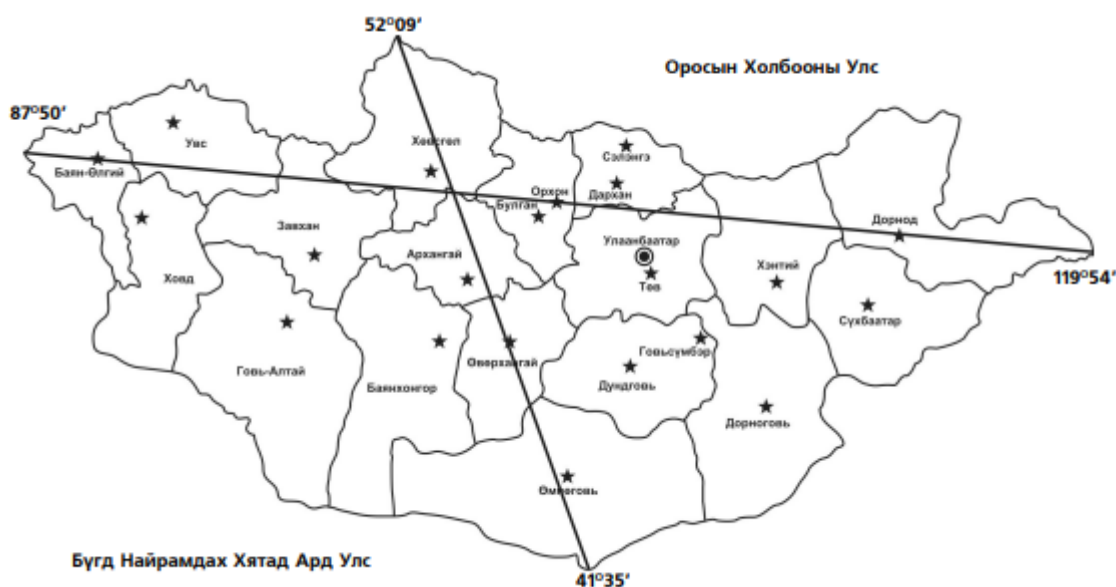 52°09′
Оросын Холбооны Улс
87°50′
Увс
Хөвсгөл
Сэлэнгэ
Баян-Өлгий
Дархан
Орхон
Булган
Дорнод
Завхан
Улаанбаатар
Архангай
Хэнтий
119°54′
Ховд
Төв
Сүхбаатар
Говьсүмбэр
Өвөрхангай
Говь-Алтай
Баянхонгор
Дундговь
Дорноговь
Өмнөговь
Бүгд Найрамдах Хятад Ард Улс
41°35′